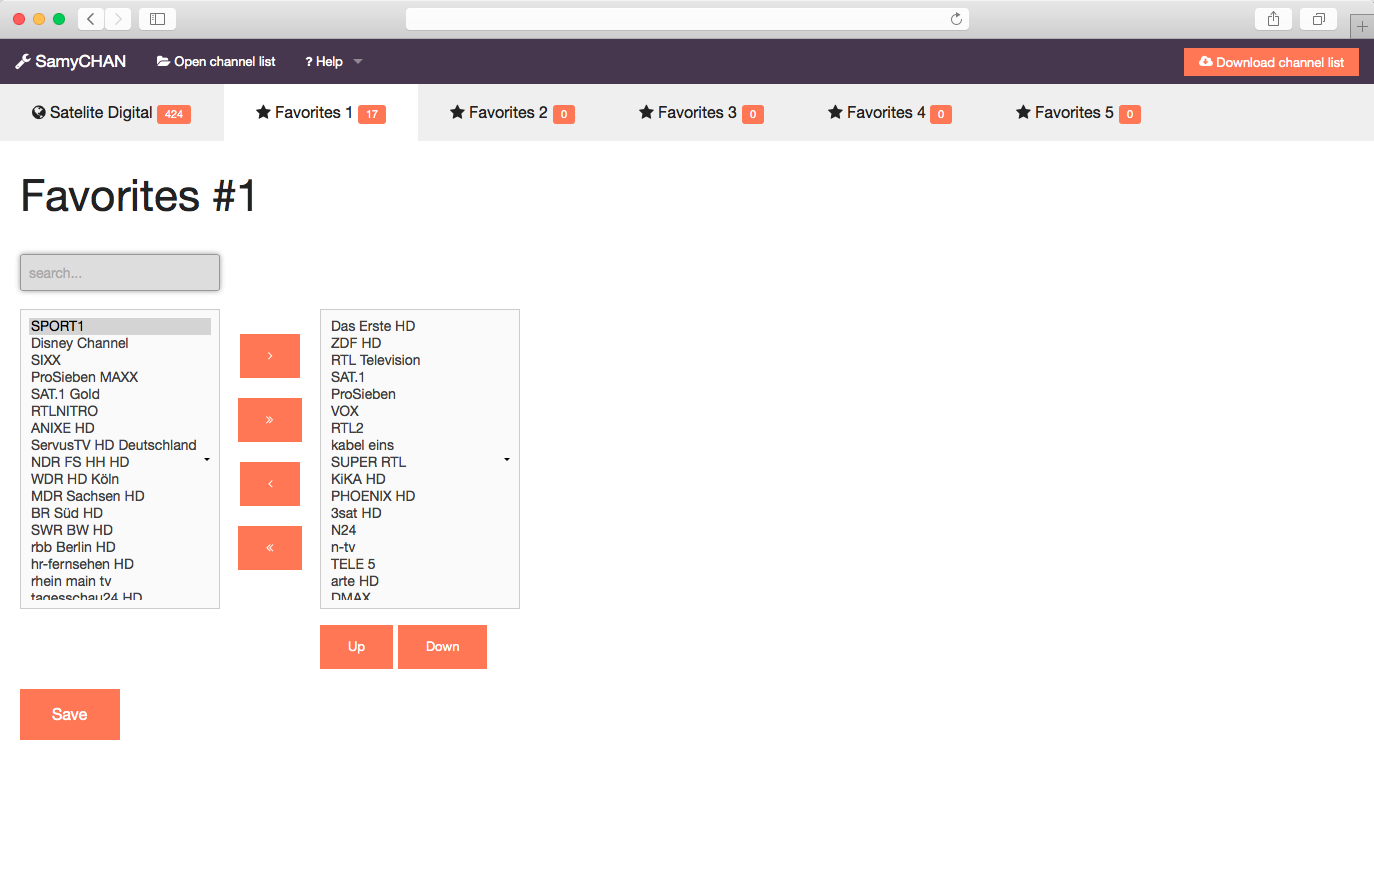 SamyCHAN Open channel list ? Help Download channel list
Satelite Digital 424 Favorites 1 17 Favorites 2 0 Favorites 3 0 Favorites 4 0 Favorites 5 0
Favorites #1
search...
SPORT1
Disney Channel
SIXX
ProSieben MAXX
SAT.1 Gold
RTLNITRO
ANIXE HD
ServusTV HD Deutschland
NDR FS HH HD
WDR HD Köln
MDR Sachsen HD
BR Süd HD
SWR BW HD
rbb Berlin HD
hr-fernsehen HD
rhein main tv
tagesschau24 HD
›
»
‹
«
Das Erste HD
ZDF HD
RTL Television
SAT.1
ProSieben
VOX
RTL2
kabel eins
SUPER RTL
KiKA HD
PHOENIX HD
3sat HD
N24
n-tv
TELE 5
arte HD
DMAX
Up Down
Save